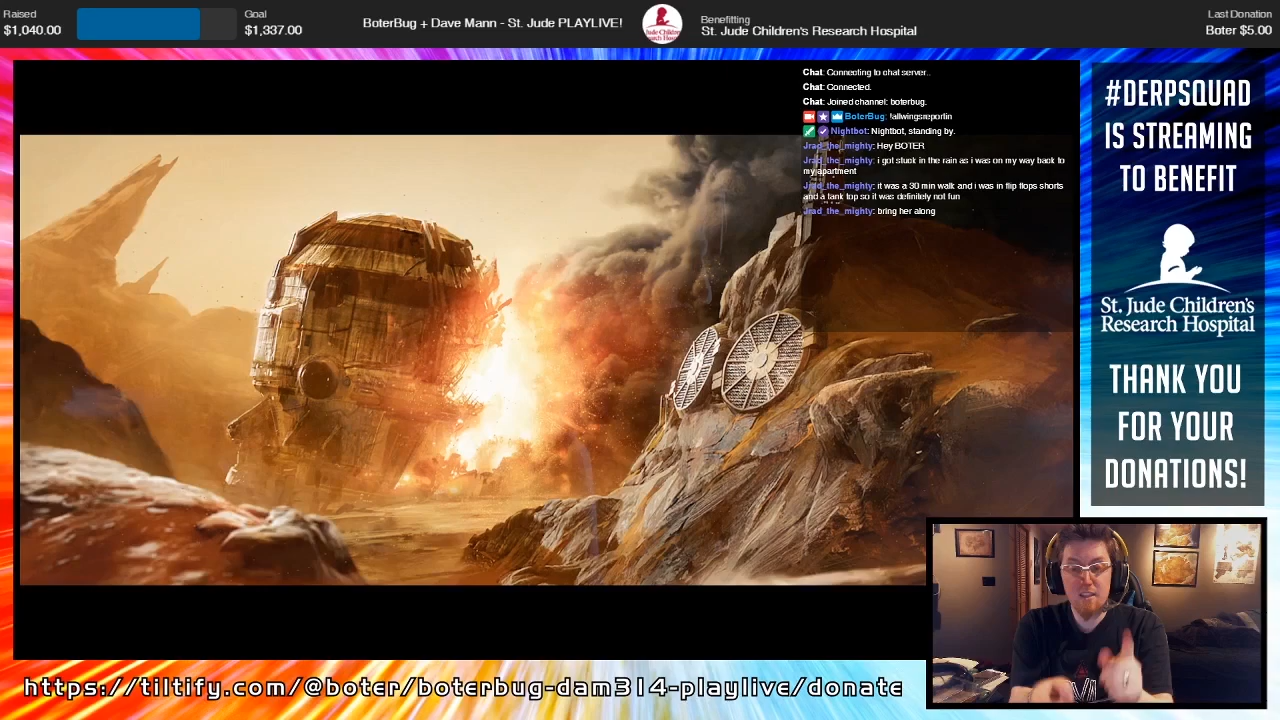 Raised
$1,040.00
Goal
$1,337.00
BoterBug + Dave Mann - St. Jude PLAYLIVE!
Benefitting
St. Jude Children's Research Hospital
Last Donation
Boter $5.00
Chat: Connecting to chat server..
Chat: Connected.
Chat: Joined channel: boterbug.
BoterBug: !allwingsreportin
Nightbot: Nightbot, standing by.
Jrad_the_mighty: Hey BOTER
Jrad_the_mighty: i got stuck in the rain as i was on my way back to
my apartment
Jrad_the_mighty: it was a 30 min walk and i was in flip flops shorts
and a tank top so it was definitely not fun
Jrad_the_mighty: bring her along
#DERPSQUAD
IS STREAMING
TO BENEFIT
St. Jude Children's
Research Hospital
THANK YOU
FOR YOUR
DONATIONS!
https://tiltify.com/@boter/boterbug-dam314-playlive/donate